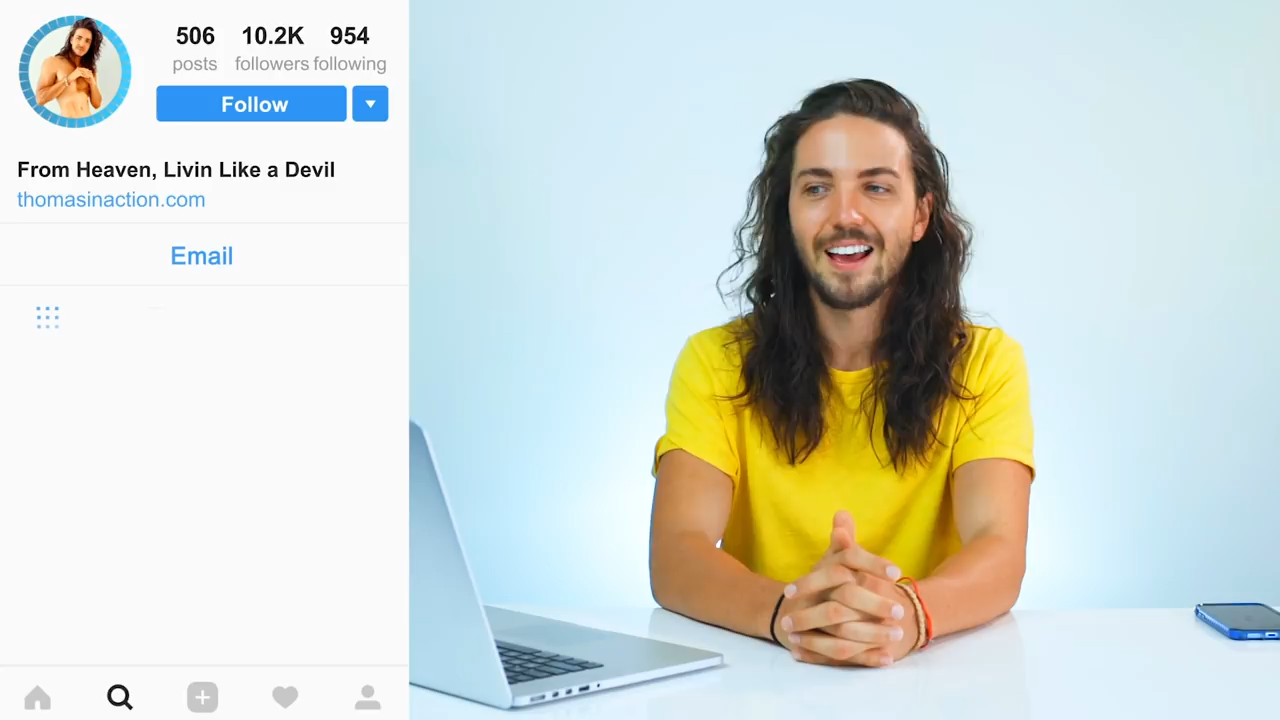 506 10.2K 954
posts followers following
Follow
From Heaven, Livin Like a Devil
thomasinaction.com
Email